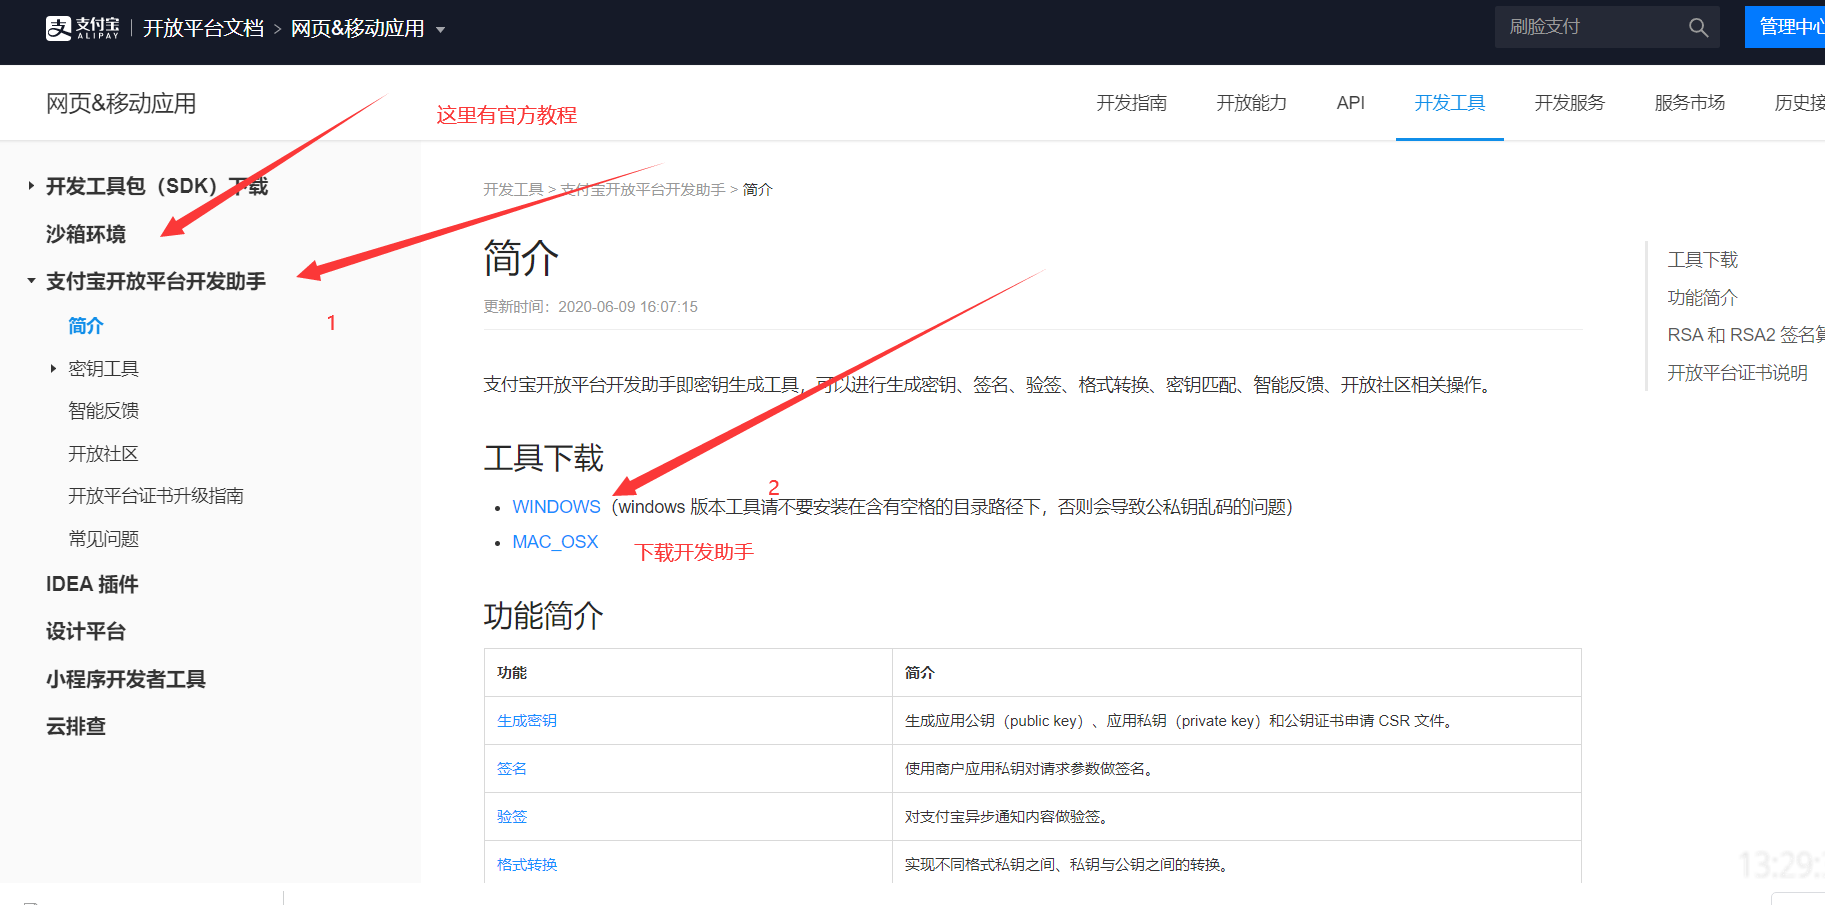 支付宝 ALIPAY | 开放平台文档 > 网页&移动应用
刷脸支付
管理中心
网页&移动应用
这里有官方教程
开发指南 开放能力 API 开发工具 开发服务 服务市场 历史接
开发工具包（SDK）下载
沙箱环境
支付宝开放平台开发助手
简介
1
密钥工具
智能反馈
开放社区
开放平台证书升级指南
常见问题
IDEA 插件
设计平台
小程序开发者工具
云排查
开发工具 > 支付宝开放平台开发助手 > 简介
简介
更新时间：2020-06-09 16:07:15
支付宝开放平台开发助手即密钥生成工具，可以进行生成密钥、签名、验签、格式转换、密钥匹配、智能反馈、开放社区相关操作。
工具下载
2
WINDOWS（windows 版本工具请不要安装在含有空格的目录路径下，否则会导致公私钥乱码的问题）
MAC_OSX
下载开发助手
功能简介
功能 简介
生成密钥 生成应用公钥（public key）、应用私钥（private key）和公钥证书申请 CSR 文件。
签名 使用商户应用私钥对请求参数做签名。
验签 对支付宝异步通知内容做验签。
格式转换 实现不同格式私钥之间、私钥与公钥之间的转换。
工具下载
功能简介
RSA 和 RSA2 签名算
开放平台证书说明
13:29: